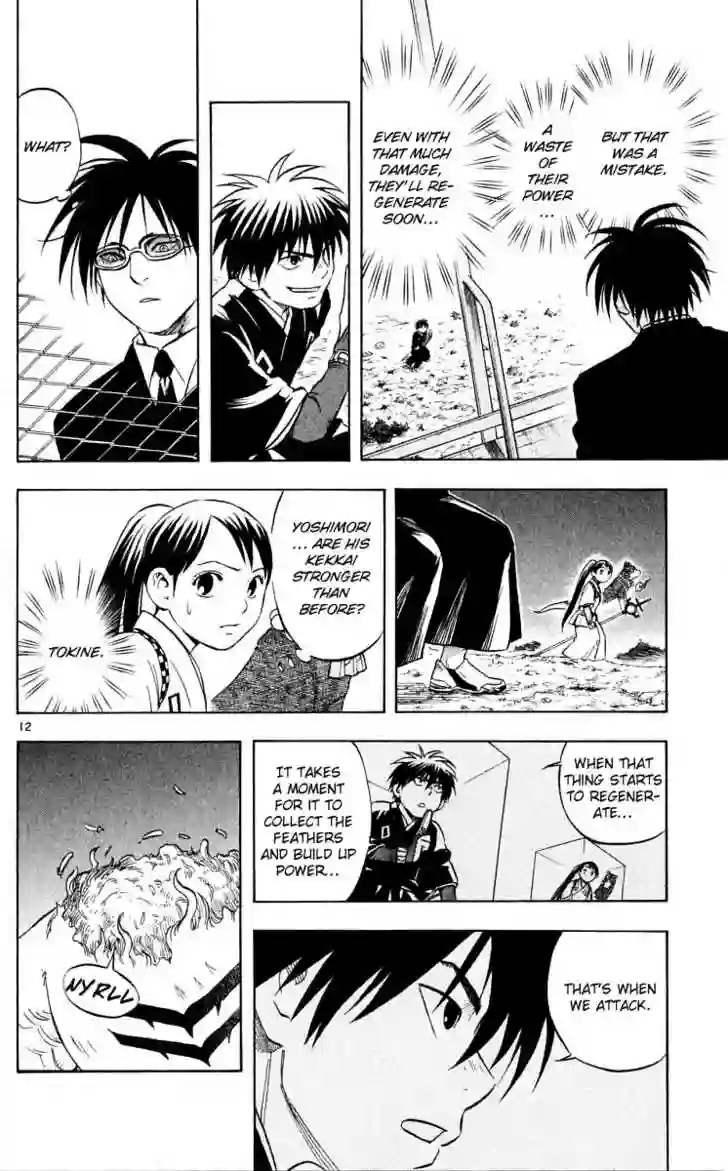 BUT THAT
WAS A
MISTAKE.
A
WASTE
OF
THEIR
POWER
...
EVEN WITH
THAT MUCH
DAMAGE,
THEY'LL RE-
GENERATE
SOON...
WHAT?
YOSHIMORI
... ARE HIS
KEKKAI
STRONGER
THAN
BEFORE?
TOKINE.
12
WHEN THAT
THING STARTS
TO REGENER-
ATE...
IT TAKES
A MOMENT
FOR IT TO
COLLECT THE
FEATHERS
AND BUILD UP
POWER...
THAT'S WHEN
WE ATTACK.
NYRLL